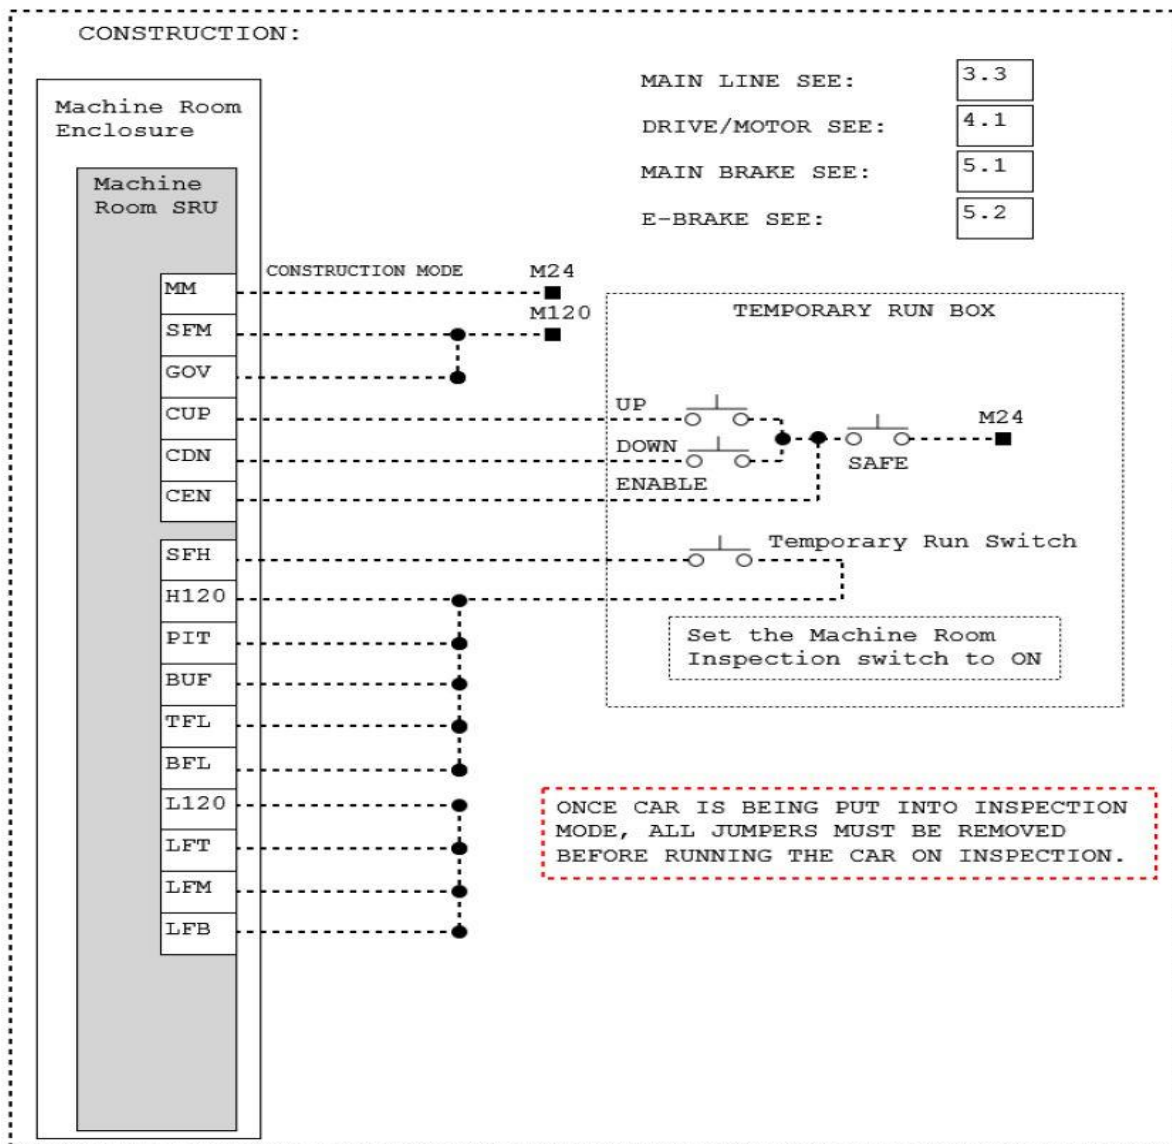 CONSTRUCTION:
MAIN LINE SEE: 3.3
DRIVE/MOTOR SEE: 4.1
MAIN BRAKE SEE: 5.1
E-BRAKE SEE: 5.2
Machine Room
Enclosure
Machine
Room SRU
MM
SFM
GOV
CUP
CDN
CEN
SFH
H120
PIT
BUF
TFL
BFL
L120
LFT
LFM
LFB
CONSTRUCTION MODE
M24
M120
TEMPORARY RUN BOX
UP
DOWN
ENABLE
SAFE
M24
Temporary Run Switch
Set the Machine Room
Inspection switch to ON
ONCE CAR IS BEING PUT INTO INSPECTION
MODE, ALL JUMPERS MUST BE REMOVED
BEFORE RUNNING THE CAR ON INSPECTION.